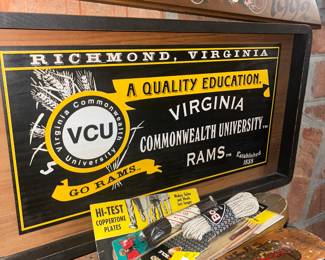 1992
RICHMOND, VIRGINIA
A QUALITY EDUCATION.
Virginia Commonwealth University
VCU
GO RAMS
VIRGINIA
COMMONWEALTH UNIVERSITY
RAMS
Established
1838
HI-TEST
COPPERTONE
PLATES